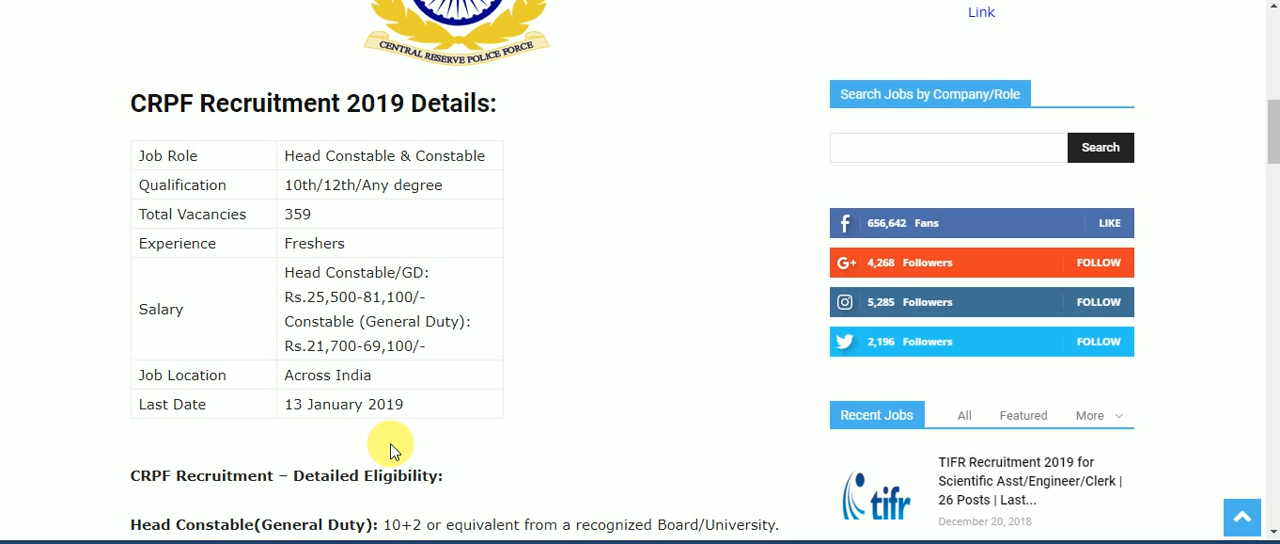 CENTRAL RESERVE POLICE FORCE
CRPF Recruitment 2019 Details:
Job Role Head Constable & Constable
Qualification 10th/12th/Any degree
Total Vacancies 359
Experience Freshers
Salary Head Constable/GD:
Rs.25,500-81,100/-
Constable (General Duty):
Rs.21,700-69,100/-
Job Location Across India
Last Date 13 January 2019
CRPF Recruitment – Detailed Eligibility:
Head Constable(General Duty): 10+2 or equivalent from a recognized Board/University.
Link
Search Jobs by Company/Role
Search
656,642 Fans LIKE
G+ 4,268 Followers FOLLOW
5,285 Followers FOLLOW
2,196 Followers FOLLOW
Recent Jobs All Featured More
tifr
TIFR Recruitment 2019 for
Scientific Asst/Engineer/Clerk |
26 Posts | Last...
December 20, 2018